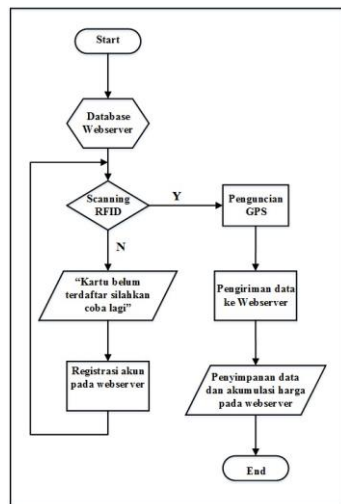 Start
Database
Webserver
Scanning
RFID
Y
Penguncian
GPS
N
"Kartu belum
terdaftar silahkan
coba lagi"
Pengiriman data
ke Webserver
Registrasi akun
pada webserver
Penyimpanan data
dan akumulasi harga
pada webserver
End